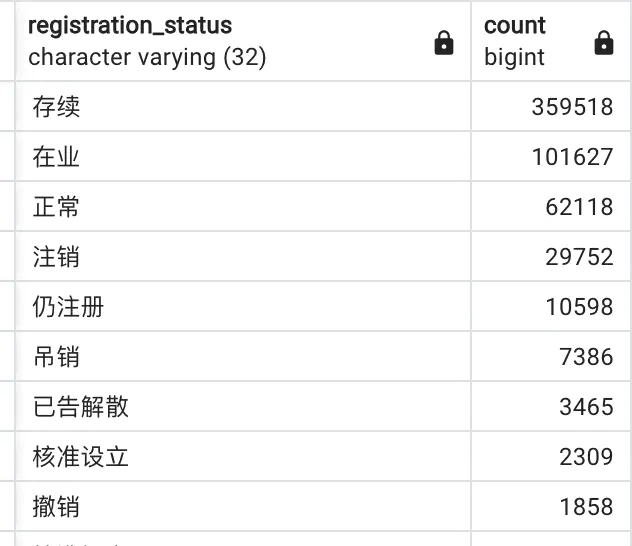 registration_status count
character varying (32) bigint
存续 359518
在业 101627
正常 62118
注销 29752
仍注册 10598
吊销 7386
已告解散 3465
核准设立 2309
撤销 1858